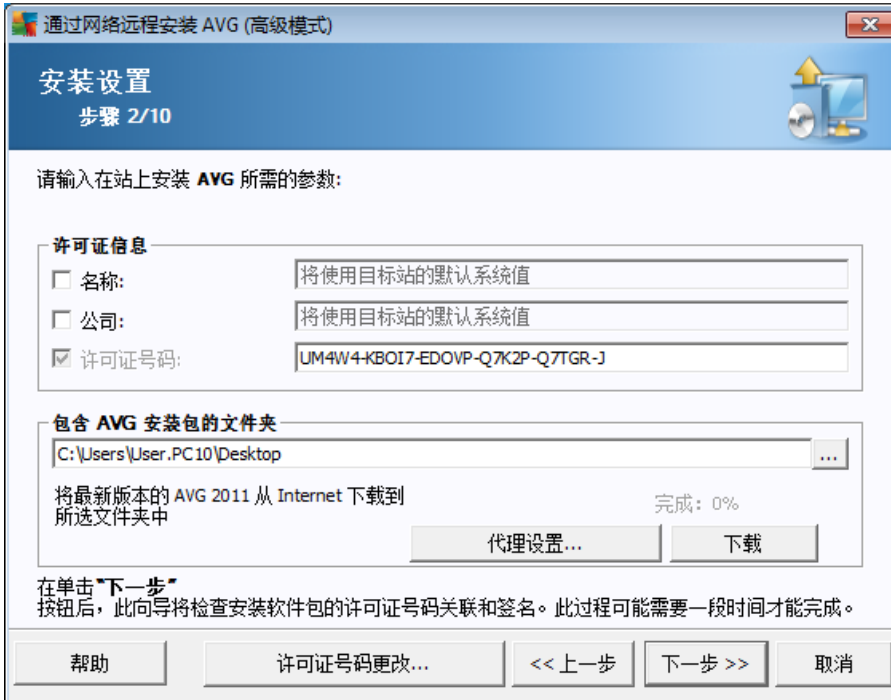 通过网络远程安装 AVG (高级模式)
安装设置
步骤 2/10
请输入在站上安装 AVG 所需的参数:
许可证信息
名称: 将使用目标站的默认系统值
公司: 将使用目标站的默认系统值
许可证号码: UM4W4-KBOI7-EDOVP-Q7K2P-Q7TGR-J
包含 AVG 安装包的文件夹
C:\Users\User.PC10\Desktop ...
将最新版本的 AVG 2011 从 Internet 下载到
所选文件夹中 完成: 0%
代理设置... 下载
在单击"下一步"
按钮后，此向导将检查安装软件包的许可证号码关联和签名。此过程可能需要一段时间才能完成。
帮助 许可证号码更改... << 上一步 下一步 >> 取消